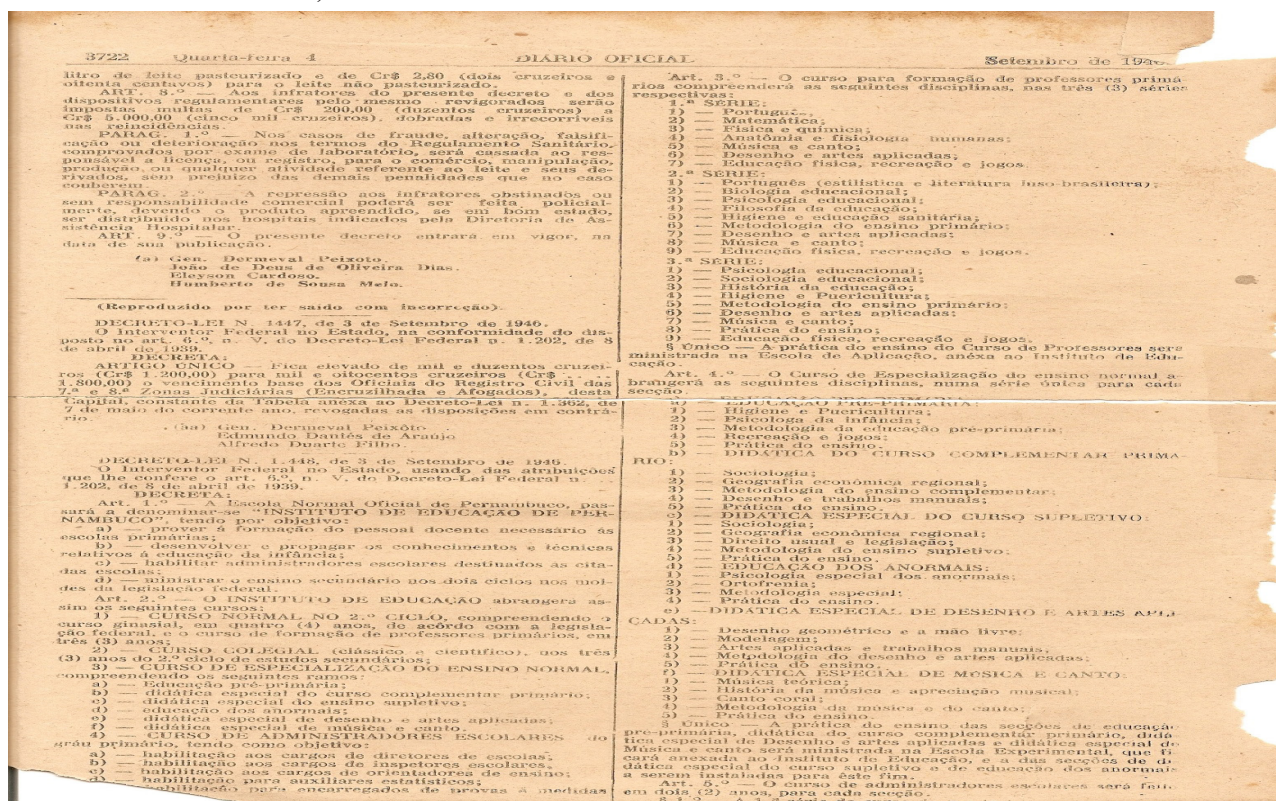 3722 Quarta-feira 4 DIÁRIO OFICIAL Setembro de 194
litro de leite pasteurizado e de Cr$ 2,80 (dois cruzeiros e
oitenta centavos) para o leite não pasteurizado.
ART. 8.º — Aos infratores do presente decreto e dos
dispositivos regulamentares pelo mesmo revigorados serão
impostas multas de Cr$ 200,00 (duzentos cruzeiros) a
Cr$ 5.000,00 (cinco mil cruzeiros), dobradas e irrecorriveis
nas reincidências.
PARÁG. 1.º — Nos casos de fraude, alteração, falsifi-
cação ou deterioração nos termos do Regulamento Sanitário,
comprovados por exame de laboratório, será cassada ao res-
ponsável a licença, ou registro, para o comércio, manipulação,
produção ou qualquer atividade referente ao leite e seus de-
rivados, sem prejuizo das demais penalidades que no caso
couberem.
PARÁG. 2.º — A repressão aos infratores obstinados ou
sem responsabilidade comercial poderá ser feita, policial-
mente, devendo o produto apreendido, se em bom estado,
ser distribuido nos hospitais indicados pela Diretoria de As-
sistência Hospitalar.
ART. 9.º — O presente decreto entrará em vigor, na
data de sua publicação.
(a) Gen. Dermeval Peixoto.
João de Deus de Oliveira Dias.
Eleyson Cardoso.
Humberto de Sousa Melo.
(Reproduzido por ter saido com incorreção).
DECRETO-LEI N. 1447, de 3 de Setembro de 1946.
O Interventor Federal no Estado, na conformidade do dis-
posto no art. 6.º, n. V. do Decreto-Lei Federal n. 1.202, de 8
de abril de 1939.
DECRETA:
ARTIGO ÚNICO — Fica elevado de mil e duzentos cruzei-
ros (Cr$ 1.200,00) para mil e oitocentos cruzeiros (Cr$ . . . .
1.800,00) o vencimento base dos Oficiais do Registro Civil das
7.ª e 8.ª Zonas Judiciárias (Encruzilhada e Afogados), desta
Capital, constante da Tabela anexa ao Decreto-Lei n. 1.362, de
7 de maio do corrente ano, revogadas as disposições em contrá-
rio.
(aa) Gen. Dermeval Peixôto.
Edmundo Dantés de Araújo
Alfredo Duarte Filho.
DECRETO-LEI N. 1.448, de 3 de Setembro de 1946.
O Interventor Federal no Estado, usando das atribuições
que lhe confere o art. 6.º, n. V. do Decreto-Lei Federal n.
1.202, de 8 de abril de 1939.
DECRETA:
Art. 1.º — A Escola Normal Oficial de Pernambuco, pas-
sará a denominar-se "INSTITUTO DE EDUCAÇÃO DE PER-
NAMBUCO", tendo por objetivo:
a) — prover á formação do pessoal docente necessário ás
escolas primárias;
b) — desenvolver e propagar os conhecimentos e técnicas
relativos á educação da infância;
c) — habilitar administradores escolares destinados ás cita-
das escolas;
d) — ministrar o ensino secundário nos dois ciclos nos mol-
des da legislação federal.
Art. 2.º — O INSTITUTO DE EDUCAÇÃO abrangera as-
sim os seguintes cursos:
1) — CURSO NORMAL NO 2.º CICLO, compreendendo o
curso ginasial, em quatro (4) anos, de acôrdo com a legisla-
ção federal, e o curso de formação de professores primários, em
três (3) anos;
2) — CURSO COLEGIAL (clássico e cientifico), nos três
(3) anos do 2.º ciclo de estudos secundários;
3) — CURSO DE ESPECIALIZAÇÃO DO ENSINO NORMAL,
compreendendo os seguintes ramos:
a) — Educação pré-primária;
b) — didática especial do curso complementar primário;
c) — didática especial do ensino supletivo;
d) — educação dos anormais;
e) — didática especial de desenho e artes aplicadas;
f) — didática especial de música e canto.
4) — CURSO DE ADMINISTRADORES ESCOLARES do
gráu primário, tendo como objetivo:
a) — habilitação aos cargos de diretores de escolas;
b) — habilitação aos cargos de inspetores escolares.
c) — habilitação aos cargos de orientadores de ensino;
d) — habilitação para auxiliares estatisticos;
habilitação para encarregados de provas e medidas
Art. 3.º — O curso para formação de professores primá-
rios compreenderá as seguintes disciplinas, nas três (3) séries
respectivas:
1.ª SÉRIE:
1) — Português;
2) — Matemática;
3) — Fisica e quimica;
4) — Anatômia e fisiologia humanas;
5) — Música e canto;
6) — Desenho e artes aplicadas;
7) — Educação fisica, recreação e jogos.
2.ª SÉRIE:
1) — Português (estilistica e literatura luso-brasileira);
2) — Biologia educacional;
3) — Psicologia educacional;
4) — Filosofia da educação;
5) — Higiene e educação sanitária;
6) — Metodologia do ensino primário;
7) — Desenho e artes aplicadas;
8) — Música e canto;
9) — Educação fisica, recreação e jogos.
3.ª SÉRIE:
1) — Psicologia educacional;
2) — Sociologia educacional;
3) — História da educação;
4) — Higiene e Puericultura;
5) — Metodologia do ensino primário;
6) — Desenho e artes aplicadas;
7) — Música e canto;
8) — Prática do ensino;
9) — Educação fisica, recreação e jogos.
§ Único — A prática do ensino do Curso de Professores será
ministrada na Escola de Aplicação, anéxa ao Instituto de Edu-
cação.
Art. 4.º — O Curso de Especialização do ensino normal a-
brangerá as seguintes disciplinas, numa série única para cada
secção.
a) — EDUCAÇÃO PRÉ-PRIMÁRIA:
1) — Higiene e Puericultura;
2) — Psicologa da infância;
3) — Metodologia da educação pre-primária;
4) — Recreação e jogos;
5) — Prática do ensino.
b) — DIDÁTICA DO CURSO COMPLEMENTAR PRIMÁ-
RIO:
1) — Sociologia;
2) — Geografia econômica regional;
3) — Metodologia do ensino complementar;
4) — Desenho e trabalhos manuais;
5) — Prática do ensino.
c) — DIDÁTICA ESPECIAL DO CURSO SUPLETIVO:
1) — Sociologia;
2) — Geografia econômica regional;
3) — Direito usual e legislação;
4) — Metodologia do ensino supletivo.
5) — Prática do ensino.
d) — EDUCAÇÃO DOS ANORMAIS:
1) — Psicologia especial dos anormais;
2) — Ortofrenia;
3) — Metodologia especial;
4) — Prática do ensino.
e) —DIDÁTICA ESPECIAL DE DESENHO E ARTES APLI-
CADAS:
1) — Desenho geométrico e a mão livre;
2) — Modelagem;
3) — Artes aplicadas e trabalhos manuais,
4) — Metodologia do desenho e artes aplicadas;
5) — Prática do ensino.
f) — DIDÁTICA ESPECIAL DE MÚSICA E CANTO:
1) — Música teórica;
2) — História da música e apreciação musical;
3) — Canto coral;
4) — Metodologia da música e do canto;
5) — Prática do ensino.
§ Único — A prática do ensino das secções de educaçã-
pre-primária, didática do curso complementar primário, didá-
tica especial de Desenho e artes aplicadas e didática especial de
Música e canto será ministrada na Escola Experimental, que fi-
cará anexada ao Instituto de Educação, e a das secções de di-
dática especial do curso supletivo e de educação dos anormais
a serem instaladas para êste fim.
Art. 5.º — O curso de administradores escolares será feit-
em dois (2) anos, para cada secção.